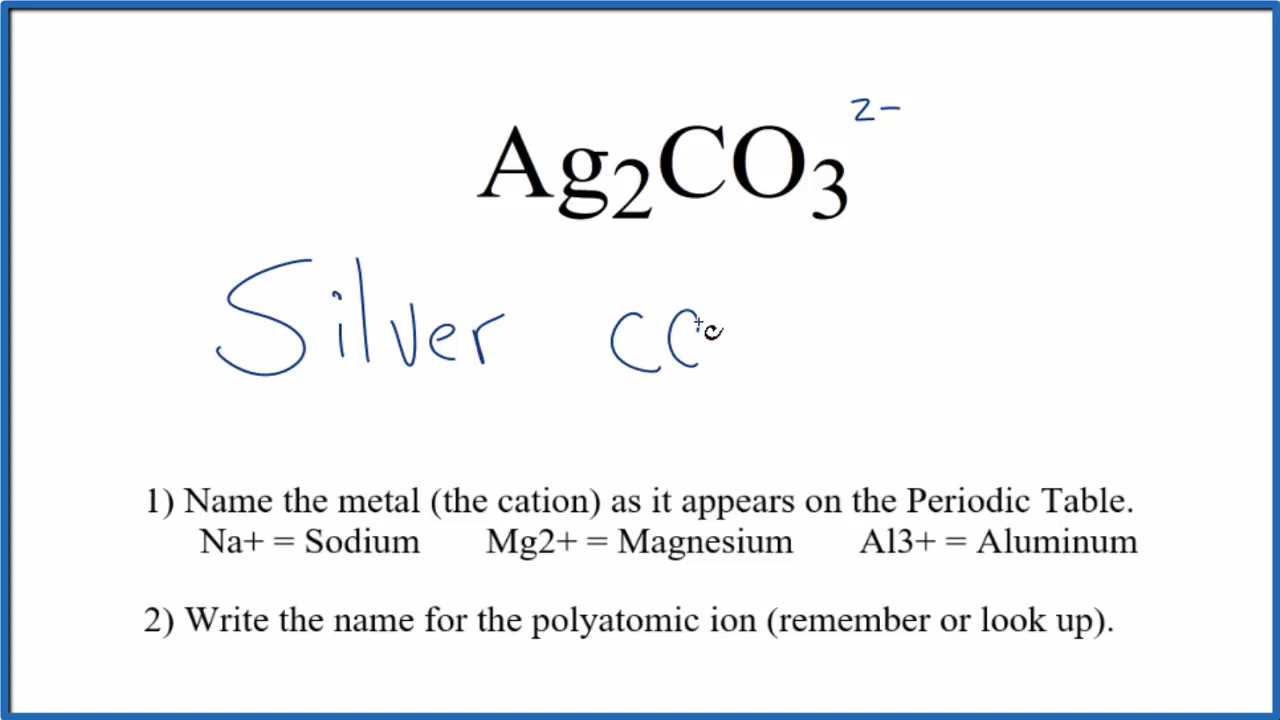 Ag₂CO₃ 2-
Silver ca
1) Name the metal (the cation) as it appears on the Periodic Table.
Na+ = Sodium Mg2+ = Magnesium Al3+ = Aluminum
2) Write the name for the polyatomic ion (remember or look up).